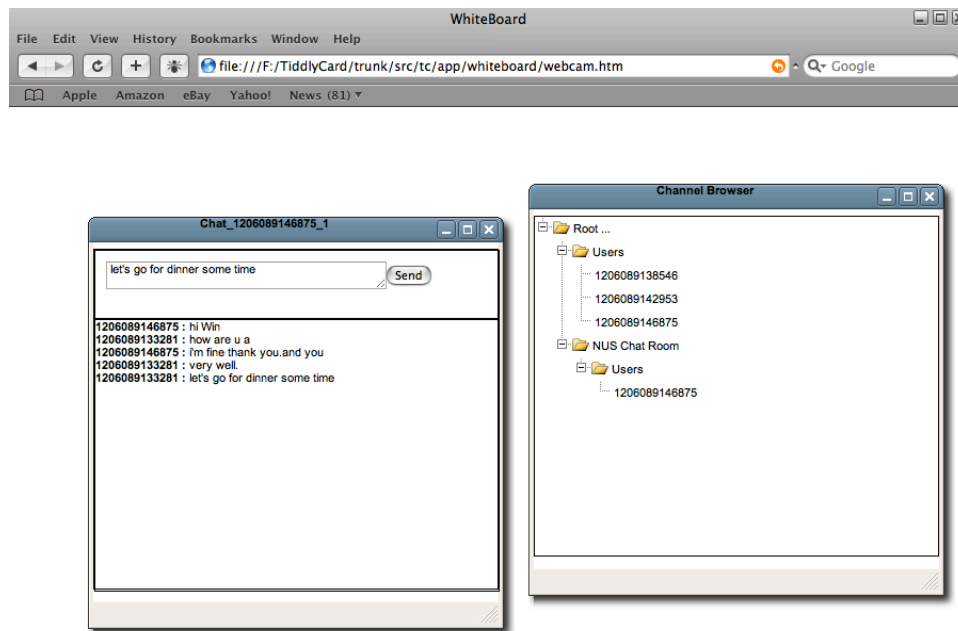 WhiteBoard
File Edit View History Bookmarks Window Help
file:///F:/TiddlyCard/trunk/src/tc/app/whiteboard/webcam.htm
Google
Apple Amazon eBay Yahoo! News (81)
Chat_1206089146875_1
let's go for dinner some time
Send
1206089146875 : hi Win
1206089133281 : how are u a
1206089146875 : i'm fine thank you.and you
1206089133281 : very well.
1206089133281 : let's go for dinner some time
Channel Browser
Root ...
Users
1206089138546
1206089142953
1206089146875
NUS Chat Room
Users
1206089146875